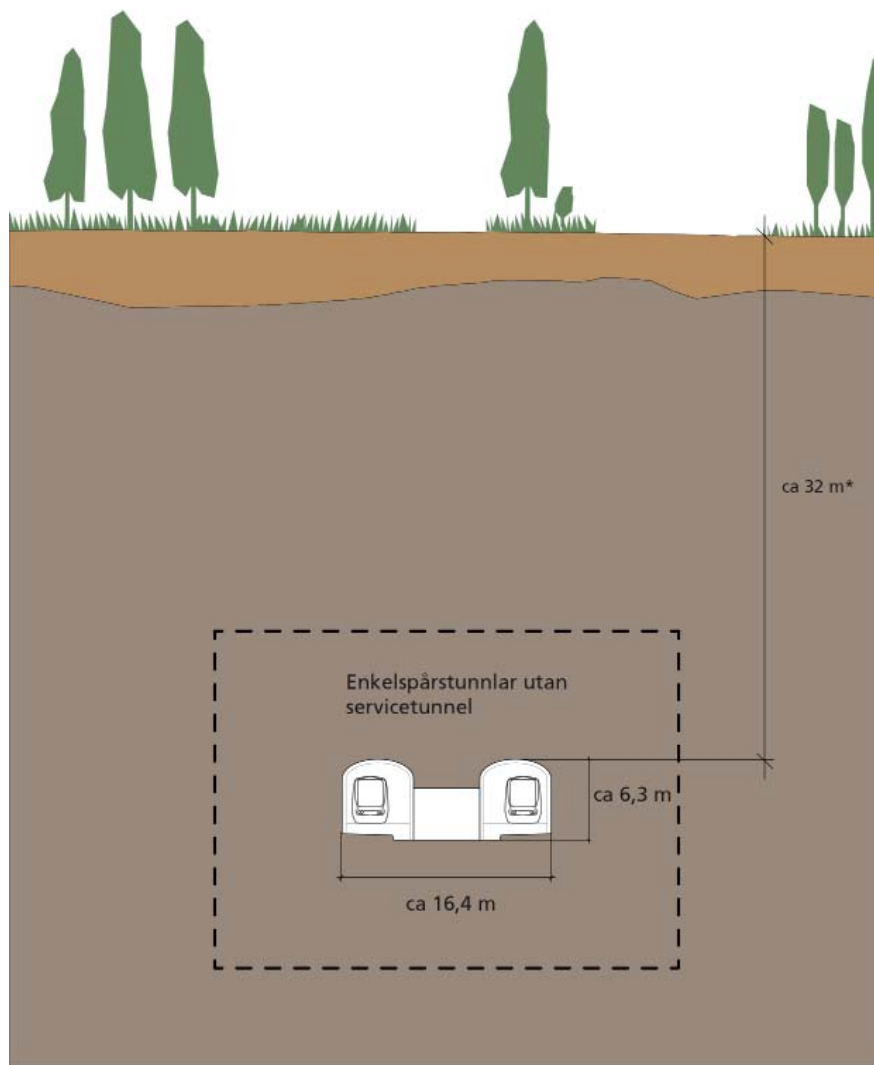 ca 32 m*
Enkelspårstunnlar utan
servicetunnel
ca 6,3 m
ca 16,4 m